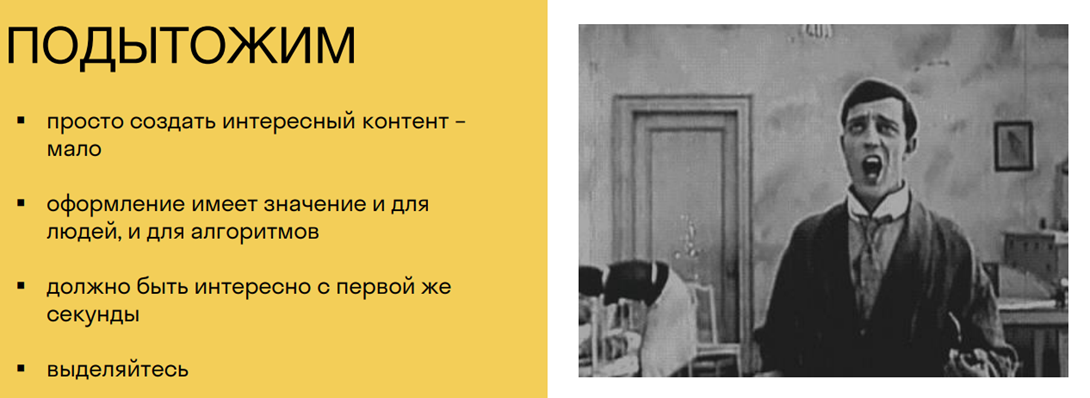 ПОДЫТОЖИМ
▪ просто создать интересный контент –
мало
▪ оформление имеет значение и для
людей, и для алгоритмов
▪ должно быть интересно с первой же
секунды
▪ выделяйтесь